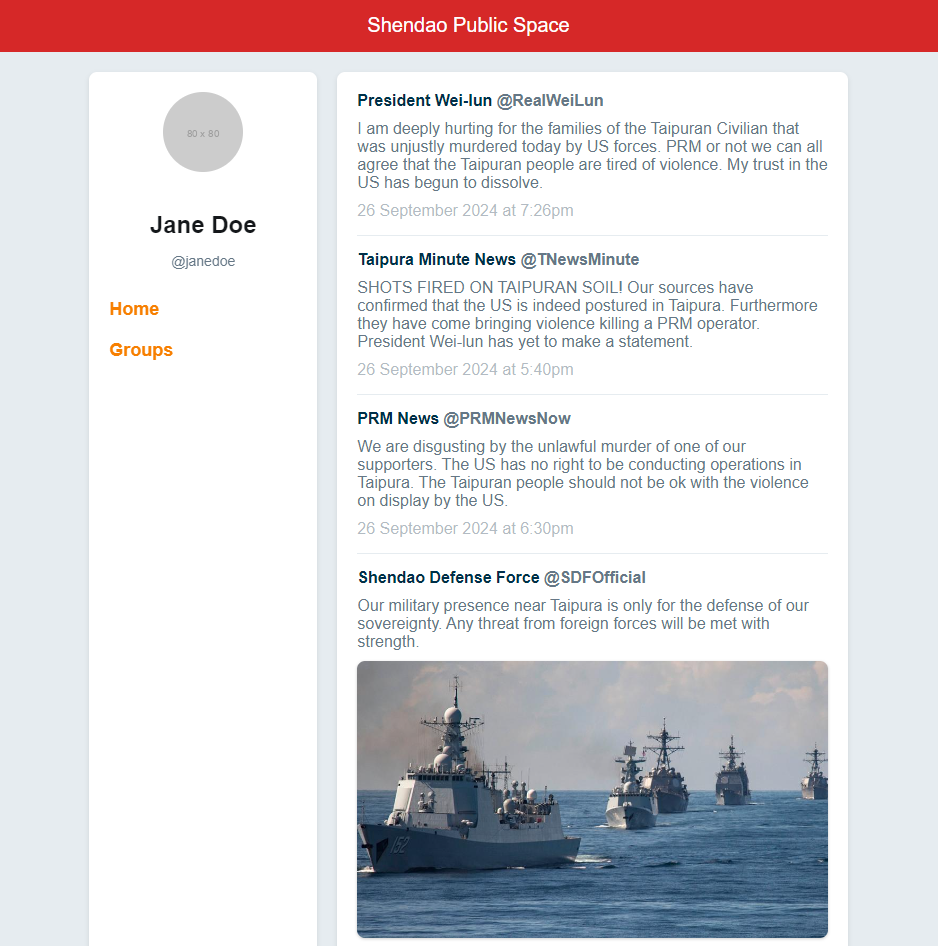 Shendao Public Space
80 x 80
Jane Doe
@janedoe
Home
Groups
President Wei-lun @RealWeiLun
I am deeply hurting for the families of the Taipuran Civilian that
was unjustly murdered today by US forces. PRM or not we can all
agree that the Taipuran people are tired of violence. My trust in the
US has begun to dissolve.
26 September 2024 at 7:26pm
Taipura Minute News @TNewsMinute
SHOTS FIRED ON TAIPURAN SOIL! Our sources have
confirmed that the US is indeed postured in Taipura. Furthermore
they have come bringing violence killing a PRM operator.
President Wei-lun has yet to make a statement.
26 September 2024 at 5:40pm
PRM News @PRMNewsNow
We are disgusting by the unlawful murder of one of our
supporters. The US has no right to be conducting operations in
Taipura. The Taipuran people should not be ok with the violence
on display by the US.
26 September 2024 at 6:30pm
Shendao Defense Force @SDFOfficial
Our military presence near Taipura is only for the defense of our
sovereignty. Any threat from foreign forces will be met with
strength.
152